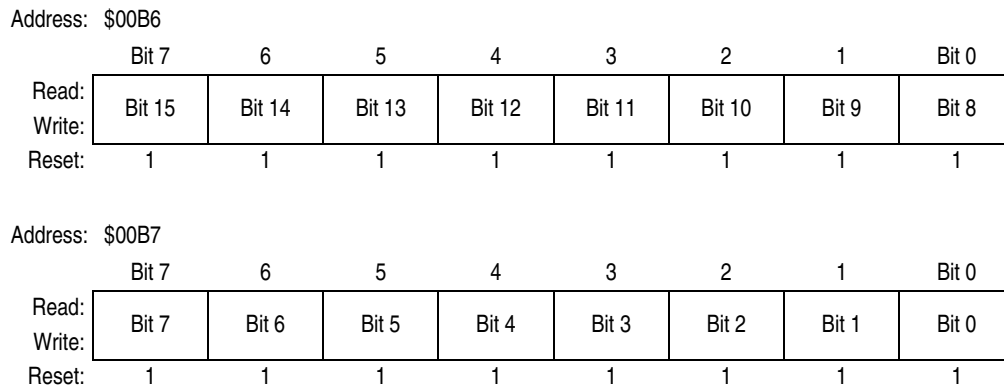 Address: $00B6
Bit 7 6 5 4 3 2 1 Bit 0
Read:
Bit 15 Bit 14 Bit 13 Bit 12 Bit 11 Bit 10 Bit 9 Bit 8
Write:
Reset: 1 1 1 1 1 1 1 1
Address: $00B7
Bit 7 6 5 4 3 2 1 Bit 0
Read:
Bit 7 Bit 6 Bit 5 Bit 4 Bit 3 Bit 2 Bit 1 Bit 0
Write:
Reset: 1 1 1 1 1 1 1 1